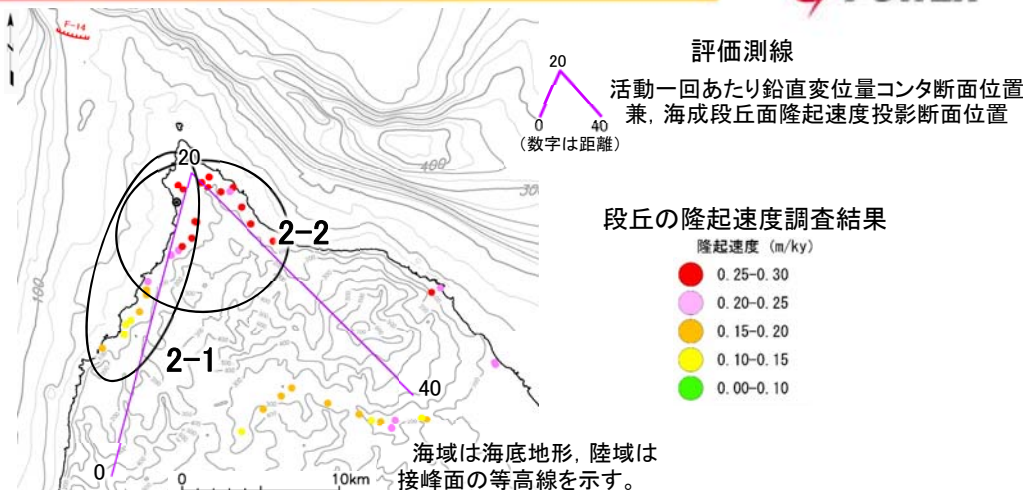 F-14
評価測線
20
活動一回あたり鉛直変位量コンタ断面位置
兼, 海成段丘面隆起速度投影断面位置
0 40
(数字は距離)
400
300
20
2-2
段丘の隆起速度調査結果
隆起速度 (m/ky)
0.25-0.30
0.20-0.25
0.15-0.20
0.10-0.15
0.00-0.10
100
2-1
40
0
0 10km
海域は海底地形, 陸域は
接峰面の等高線を示す。